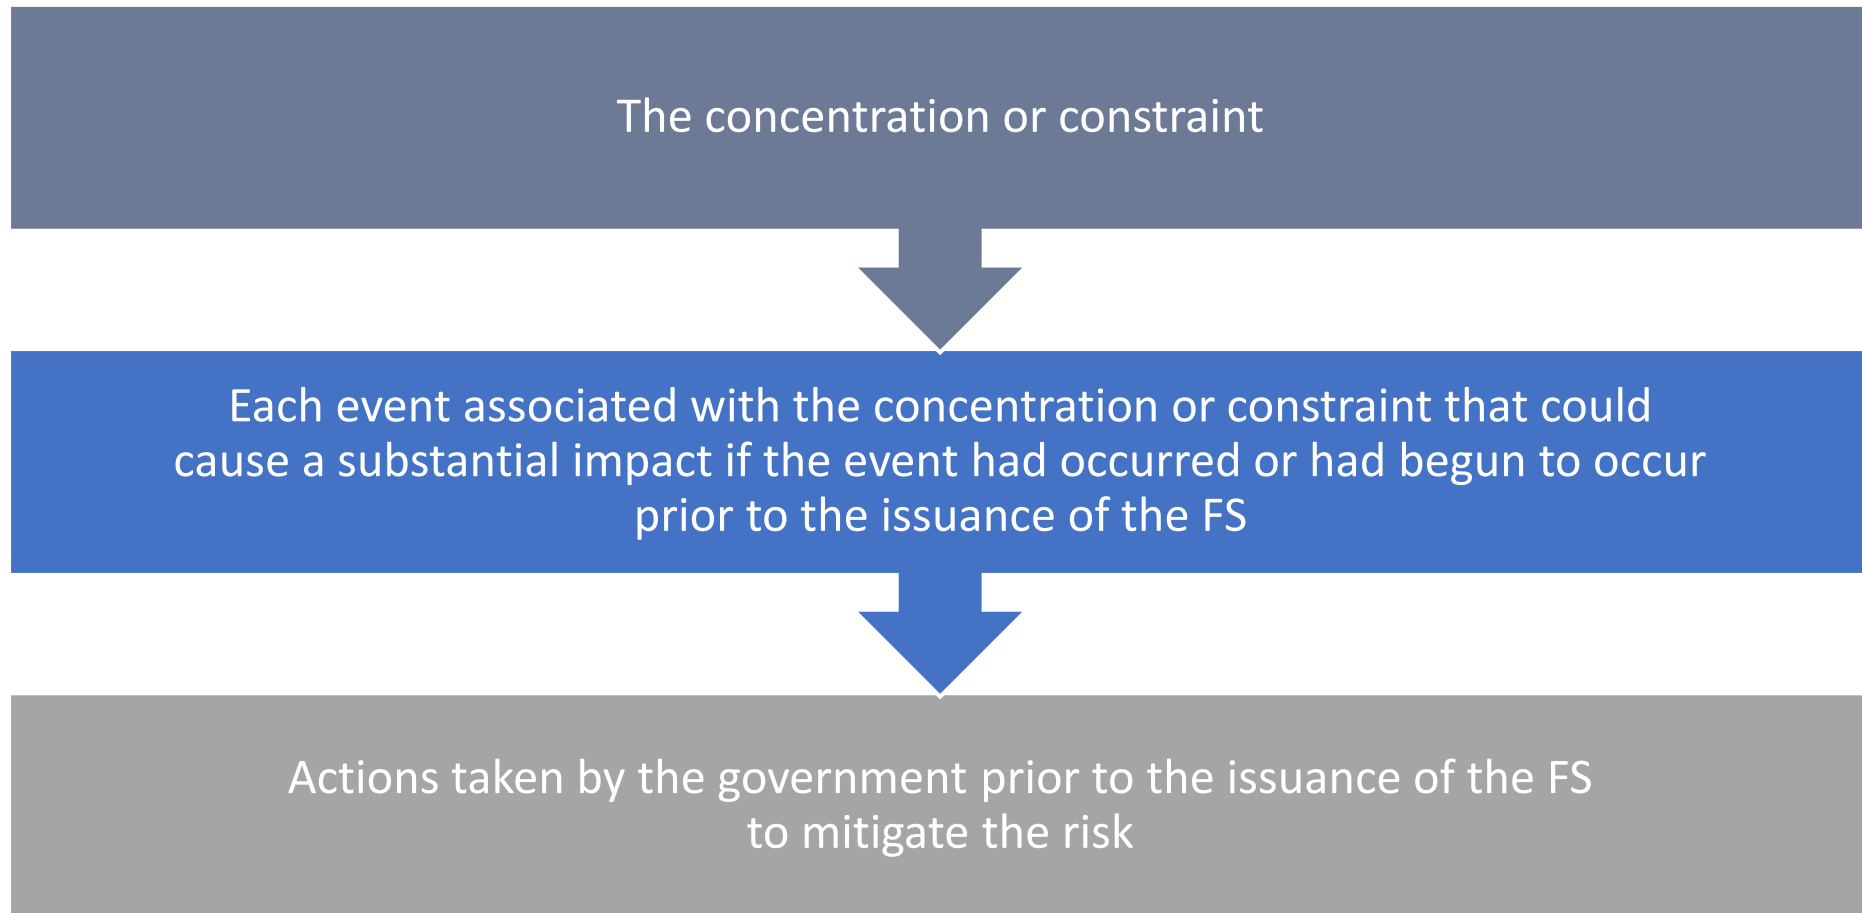 The concentration or constraint
Each event associated with the concentration or constraint that could
cause a substantial impact if the event had occurred or had begun to occur
prior to the issuance of the FS
Actions taken by the government prior to the issuance of the FS
to mitigate the risk